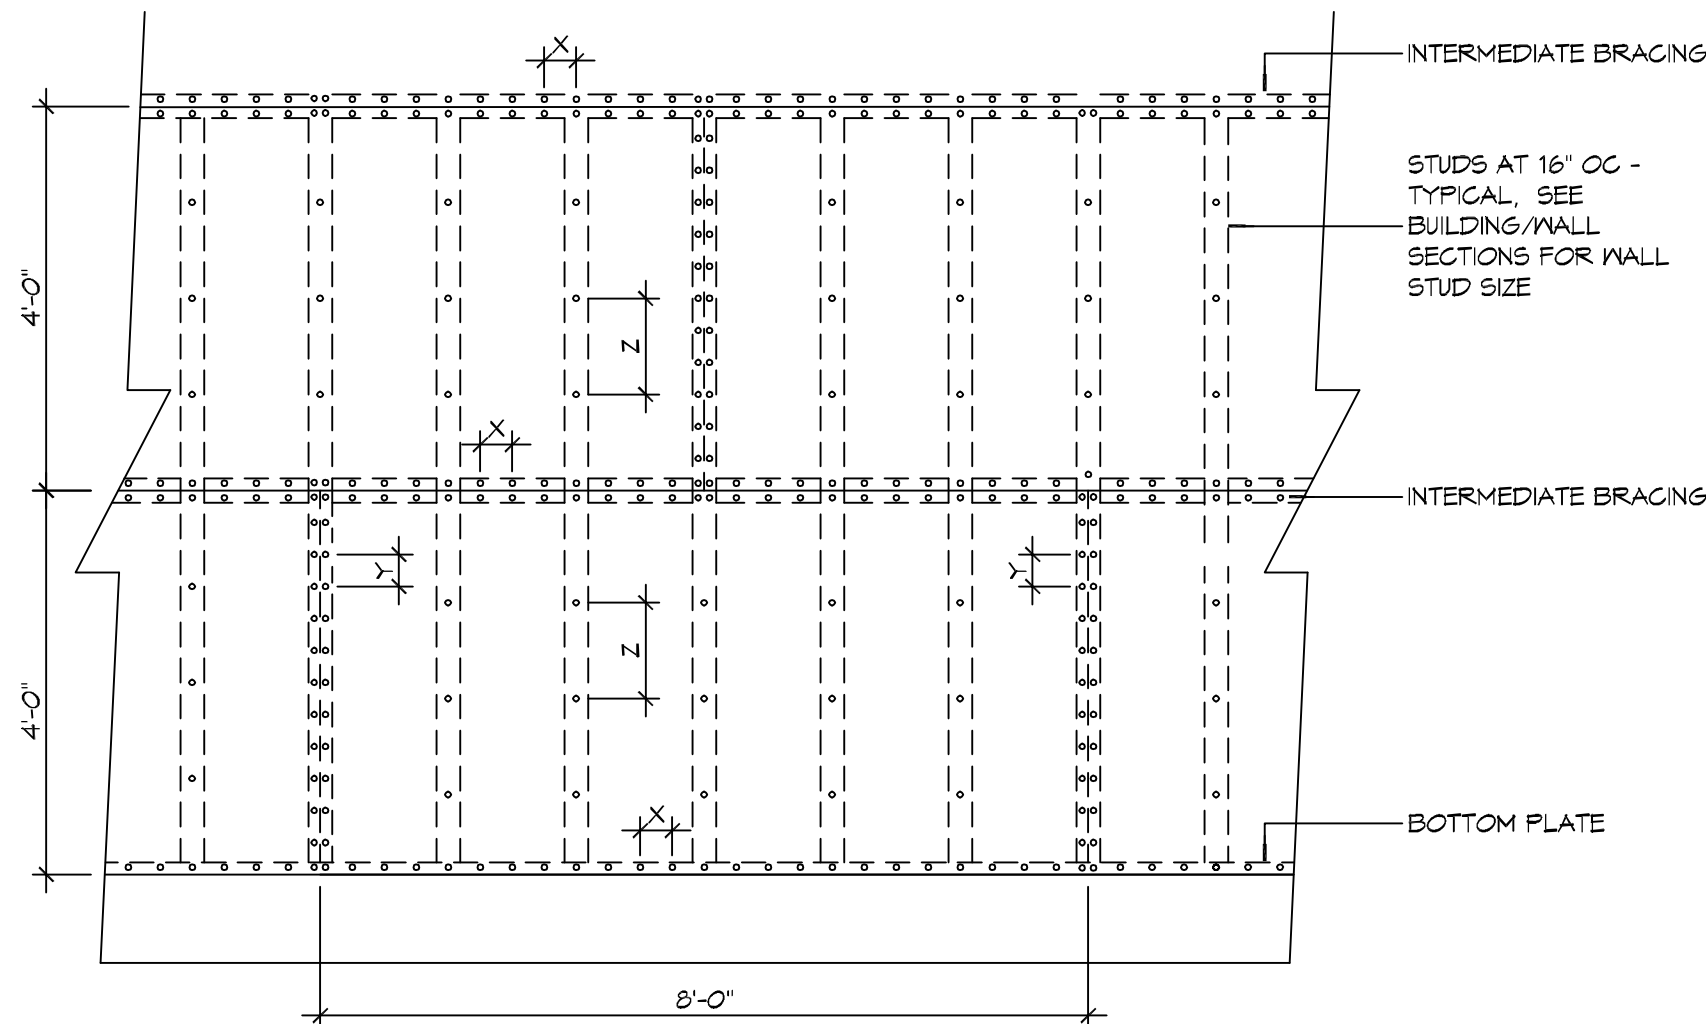 X
INTERMEDIATE BRACING
STUDS AT 16" OC -
TYPICAL, SEE
BUILDING/WALL
SECTIONS FOR WALL
STUD SIZE
4'-0"
Z
X
INTERMEDIATE BRACING
Y
Y
Z
4'-0"
X
BOTTOM PLATE
8'-0"